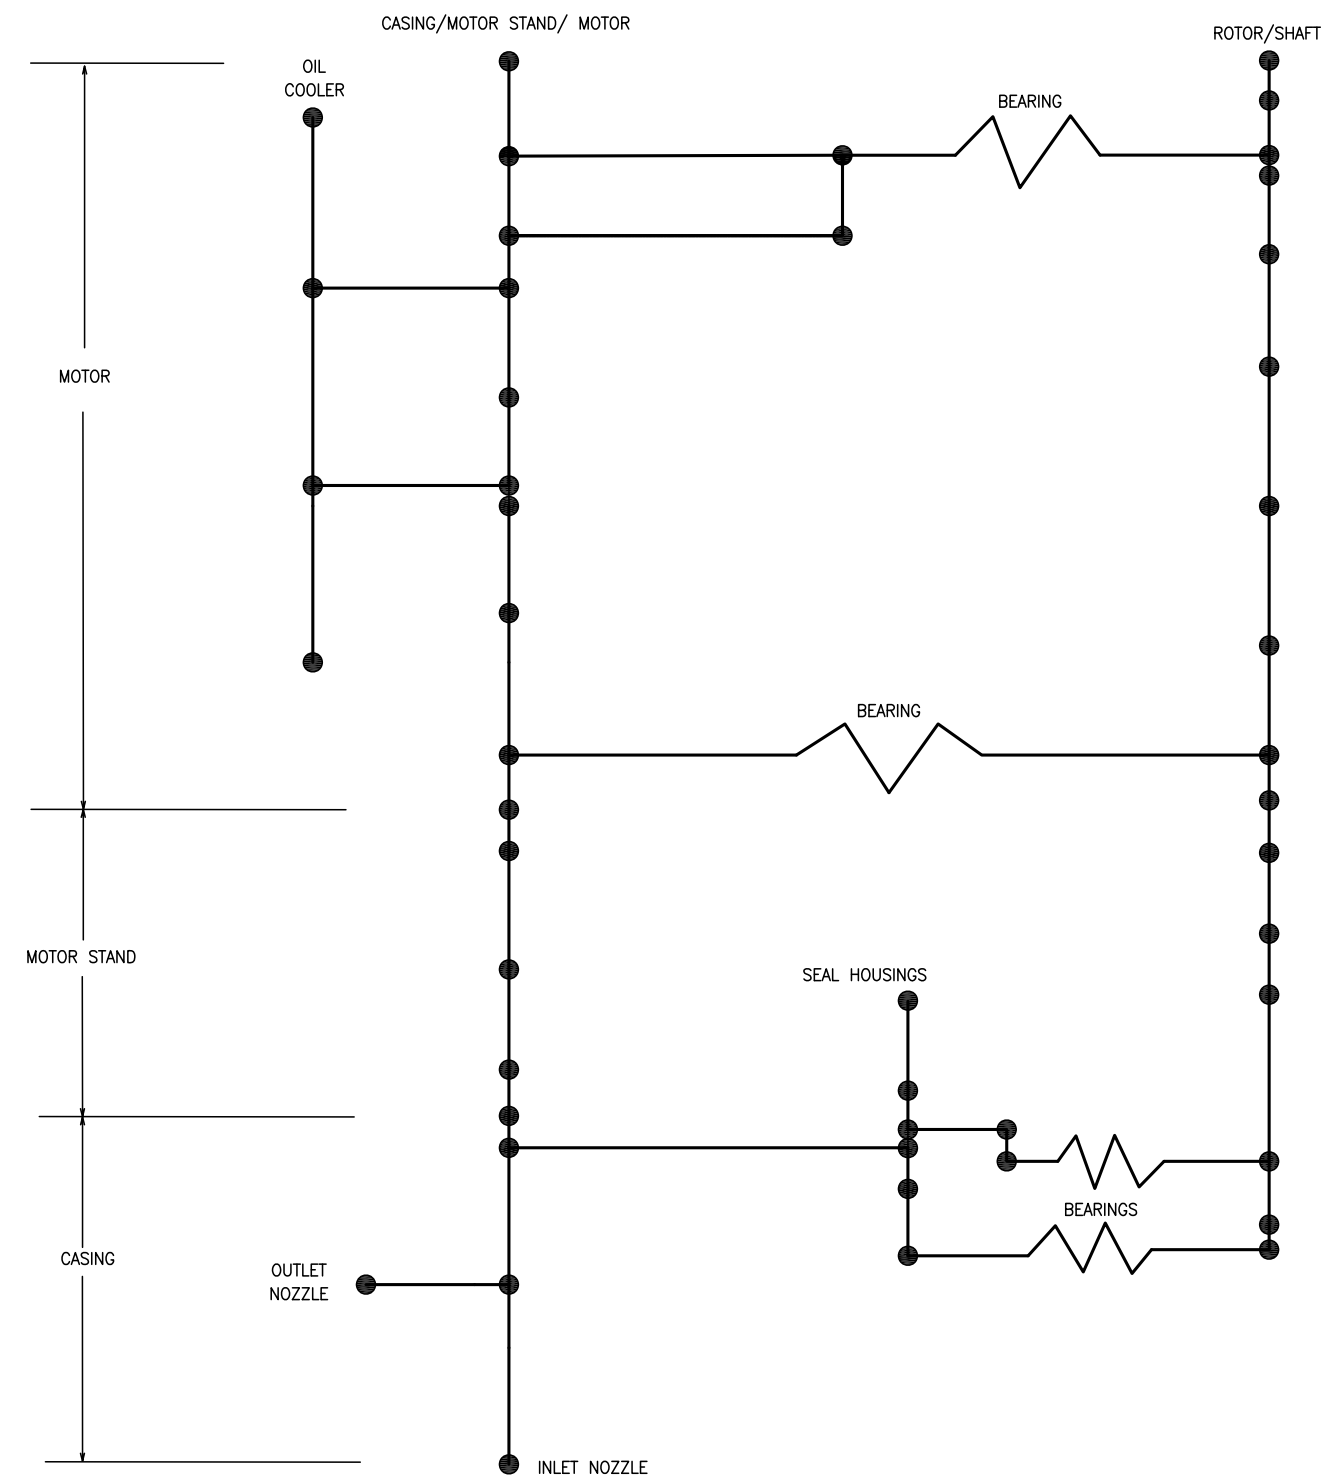 CASING/MOTOR STAND/ MOTOR
ROTOR/SHAFT
OIL
COOLER
BEARING
MOTOR
BEARING
MOTOR STAND
SEAL HOUSINGS
BEARINGS
CASING
OUTLET
NOZZLE
INLET NOZZLE